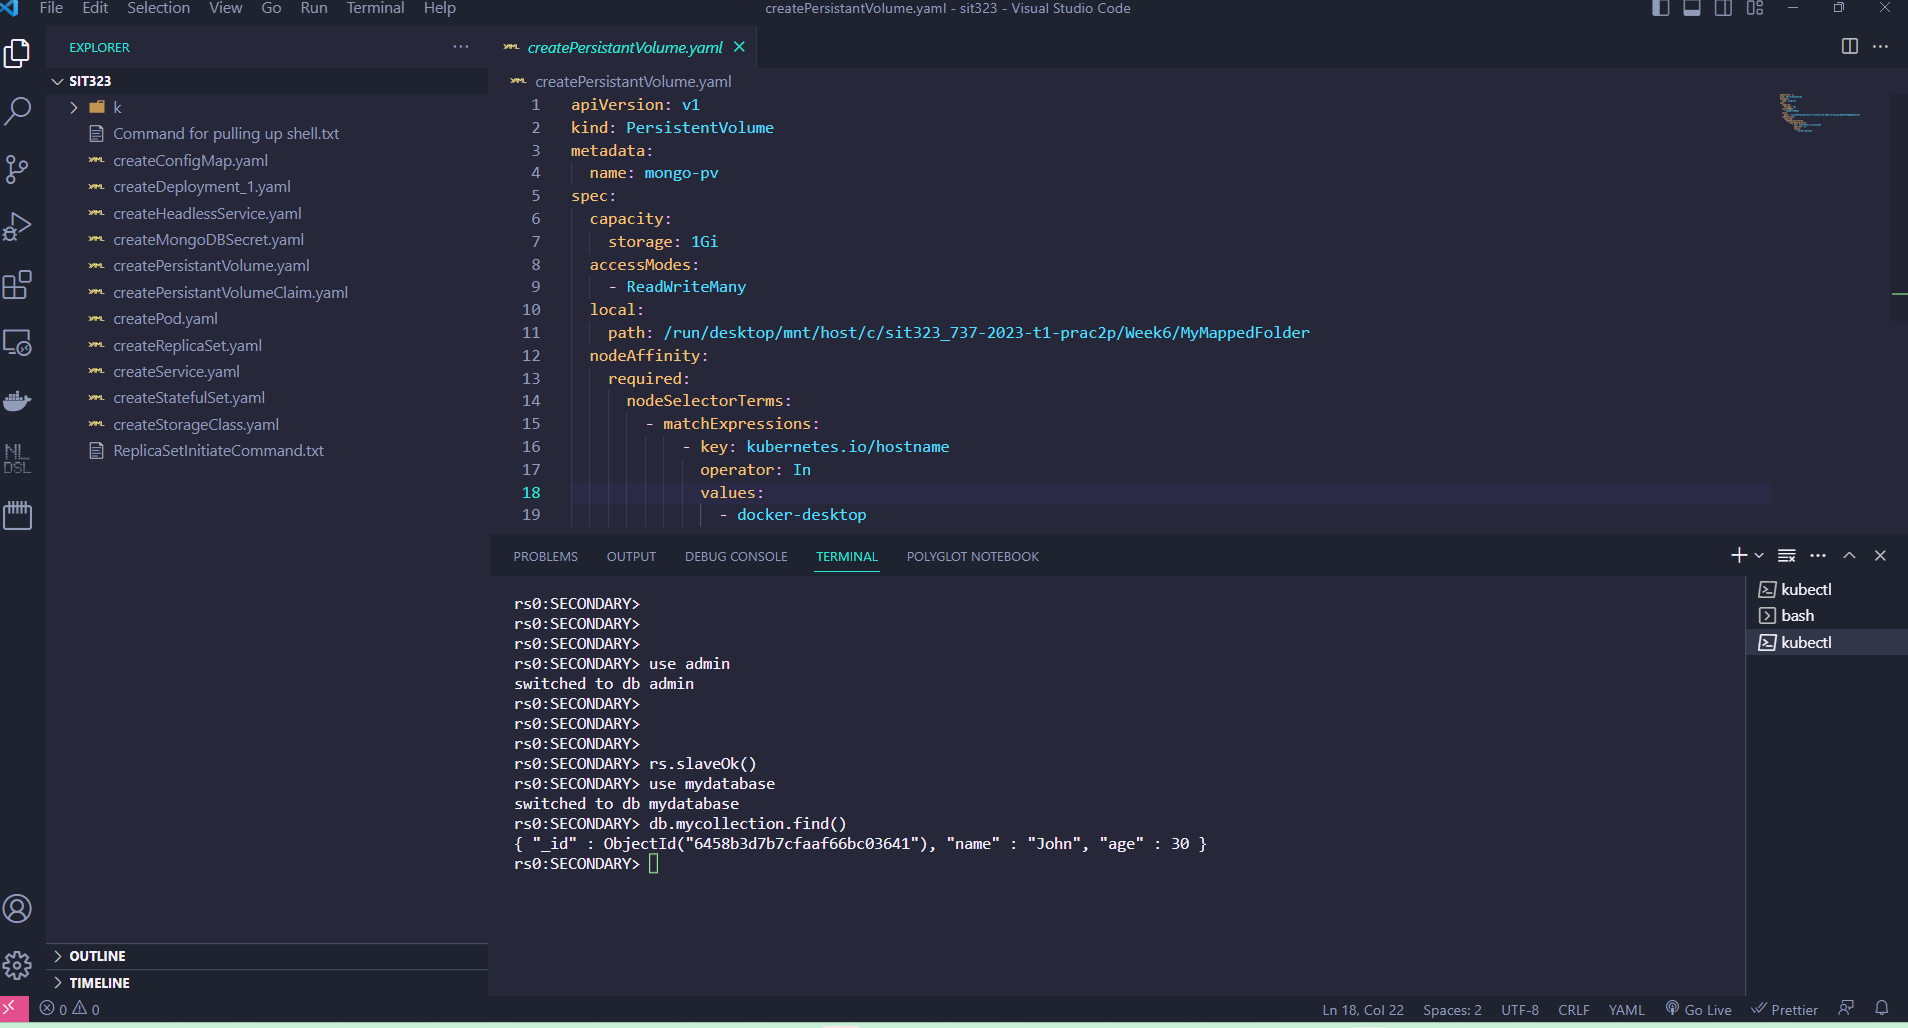 File Edit Selection View Go Run Terminal Help
createPersistantVolume.yaml - sit323 - Visual Studio Code
EXPLORER
SIT323
k
Command for pulling up shell.txt
createConfigMap.yaml
createDeployment_1.yaml
createHeadlessService.yaml
createMongoDBSecret.yaml
createPersistantVolume.yaml
createPersistantVolumeClaim.yaml
createPod.yaml
createReplicaSet.yaml
createService.yaml
createStatefulSet.yaml
createStorageClass.yaml
ReplicaSetInitiateCommand.txt
NL
DSL
OUTLINE
TIMELINE
createPersistantVolume.yaml
createPersistantVolume.yaml
1 apiVersion: v1
2 kind: PersistentVolume
3 metadata:
4 name: mongo-pv
5 spec:
6 capacity:
7 storage: 1Gi
8 accessModes:
9 - ReadWriteMany
10 local:
11 path: /run/desktop/mnt/host/c/sit323_737-2023-t1-prac2p/Week6/MyMappedFolder
12 nodeAffinity:
13 required:
14 nodeSelectorTerms:
15 - matchExpressions:
16 - key: kubernetes.io/hostname
17 operator: In
18 values:
19 - docker-desktop
PROBLEMS OUTPUT DEBUG CONSOLE TERMINAL POLYGLOT NOTEBOOK
rs0:SECONDARY>
rs0:SECONDARY>
rs0:SECONDARY>
rs0:SECONDARY> use admin
switched to db admin
rs0:SECONDARY>
rs0:SECONDARY>
rs0:SECONDARY>
rs0:SECONDARY> rs.slaveOk()
rs0:SECONDARY> use mydatabase
switched to db mydatabase
rs0:SECONDARY> db.mycollection.find()
{ "_id" : ObjectId("6458b3d7b7cfaaf66bc03641"), "name" : "John", "age" : 30 }
rs0:SECONDARY>
kubectl
bash
kubectl
0 0
Ln 18, Col 22 Spaces: 2 UTF-8 CRLF YAML Go Live Prettier